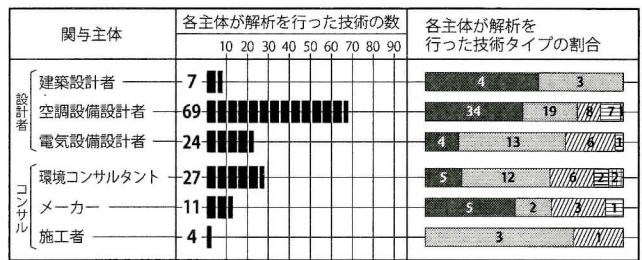 関与主体
各主体が解析を行った技術の数
10 20 30 40 50 60 70 80 90
各主体が解析を
行った技術タイプの割合
設計者
建築設計者 7 4 3
空調設備設計者 69 34 19 8 7
電気設備設計者 24 4 13 6 1
コンサル
環境コンサルタント 27 5 12 6 2 2
メーカー 11 5 2 3 1
施工者 4 3 1